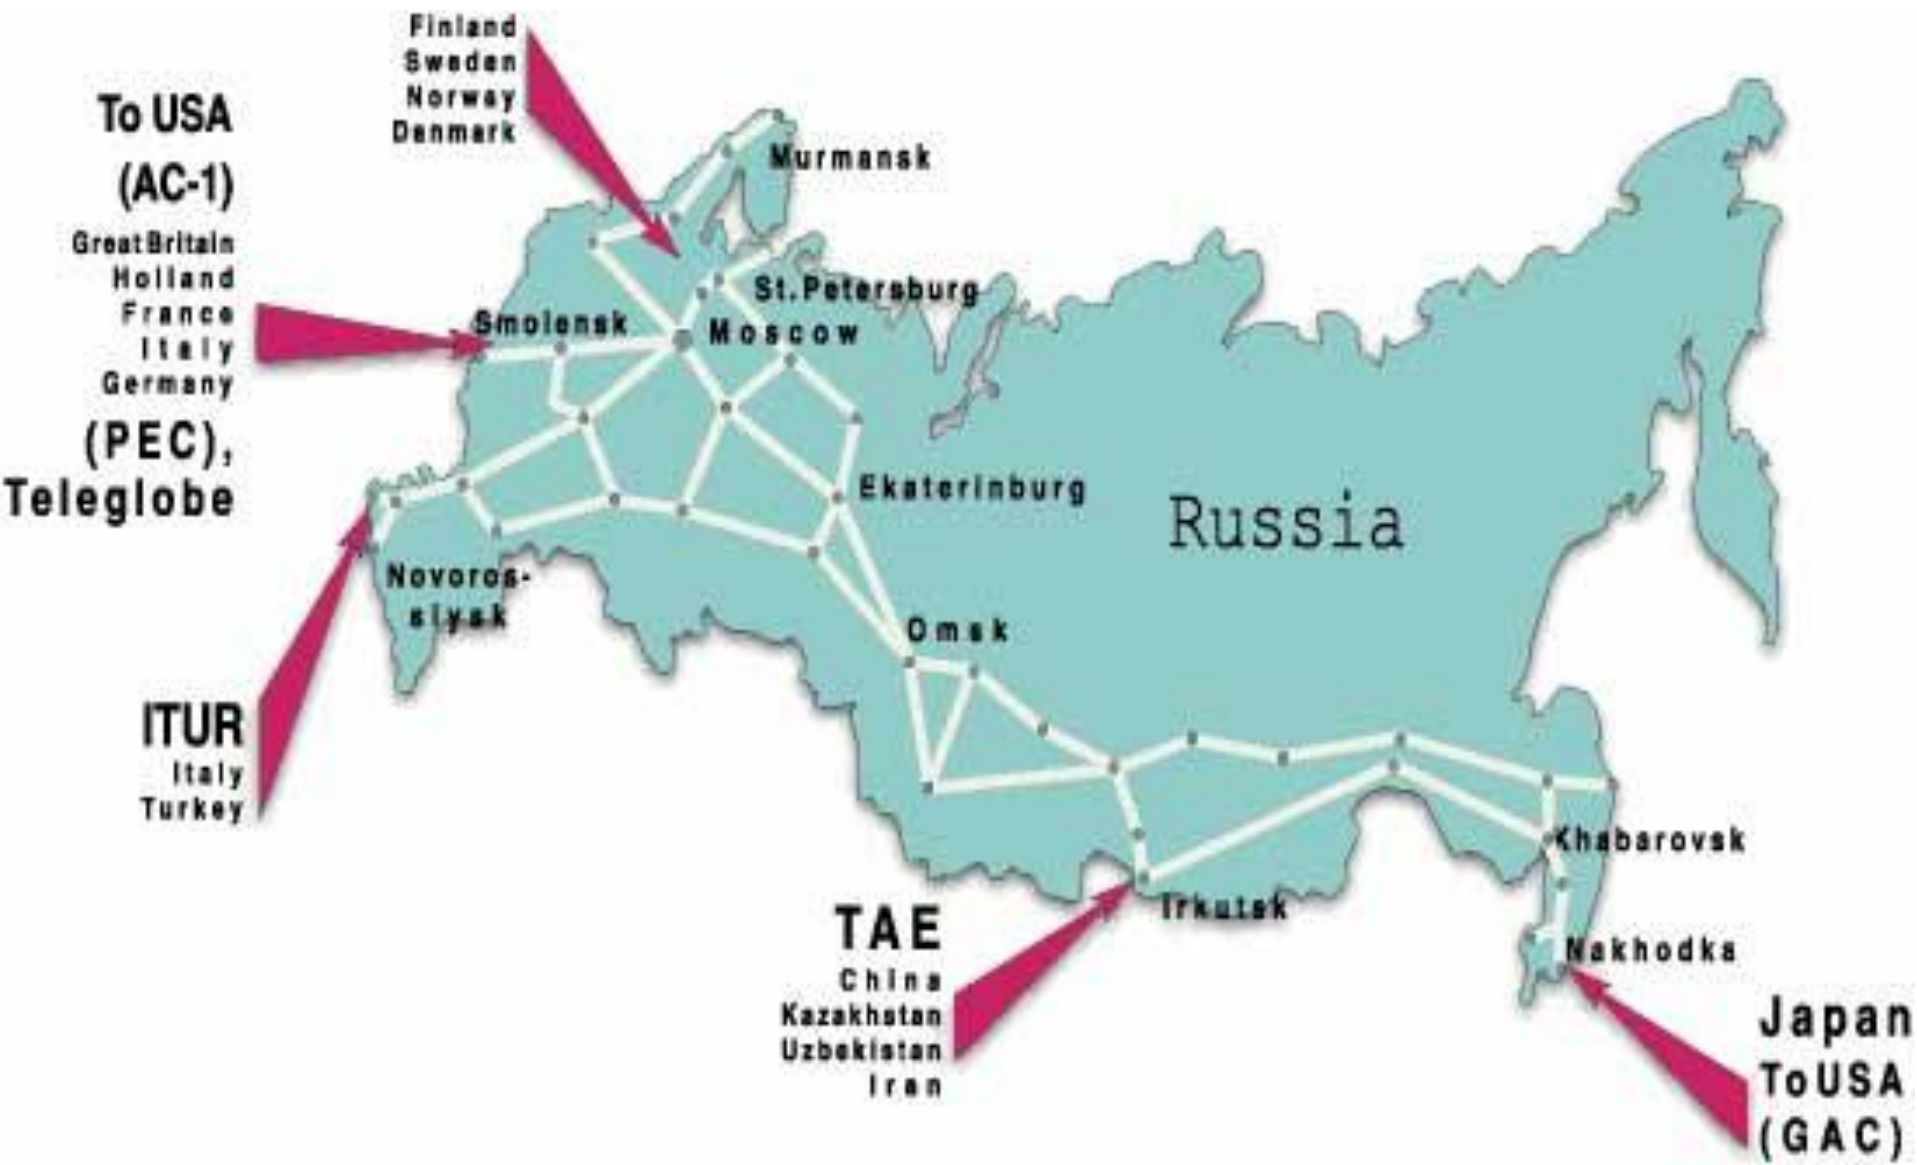 Finland
Sweden
Norway
Denmark
To USA
(AC-1)
Great Britain
Holland
France
Italy
Germany
(PEC),
Teleglobe
Murmansk
St. Petersburg
Smolensk
Moscow
Ekaterinburg
Russia
Novoros-
siysk
Omsk
ITUR
Italy
Turkey
Khabarovsk
Irkutsk
Nakhodka
TAE
China
Kazakhstan
Uzbekistan
Iran
Japan
To USA
(GAC)